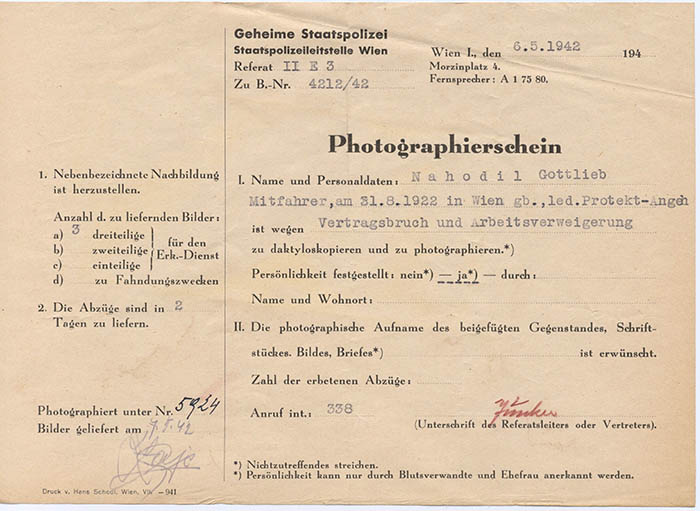 Geheime Staatspolizei
Staatspolizeileitstelle Wien
Referat II E 3
Zu B.-Nr. 4212/42
Wien I., den 6.5.1942 194
Morzinplatz 4.
Fernsprecher: A 1 75 80.
Photographierschein
1. Nebenbezeichnete Nachbildung
ist herzustellen.
Anzahl d. zu liefernden Bilder:
a) 3 dreiteilige
b) zweiteilige
c) einteilige
für den
Erk.-Dienst
d) zu Fahndungszwecken
2. Die Abzüge sind in 2
Tagen zu liefern.
Photographiert unter Nr. 5924
Bilder geliefert am 7.5.42
Druck v. Hans Schedl, Wien, VII. —941
I. Name und Personaldaten: Nahodil Gottlieb
Mitfahrer,am 31.8.1922 in Wien gb.,led.Protekt-Angeh
ist wegen Vertragsbruch und Arbeitsverweigerung
zu daktyloskopieren und zu photographieren.*)
Persönlichkeit festgestellt: nein*) — ja*) — durch:
Name und Wohnort:
II. Die photographische Aufname des beigefügten Gegenstandes, Schrift-
stückes. Bildes, Briefes*) ist erwünscht.
Zahl der erbetenen Abzüge:
Anruf int.: 338
(Unterschrift des Referatsleiters oder Vertreters).
*) Nichtzutreffendes streichen.
*) Persönlichkeit kann nur durch Blutsverwandte und Ehefrau anerkannt werden.